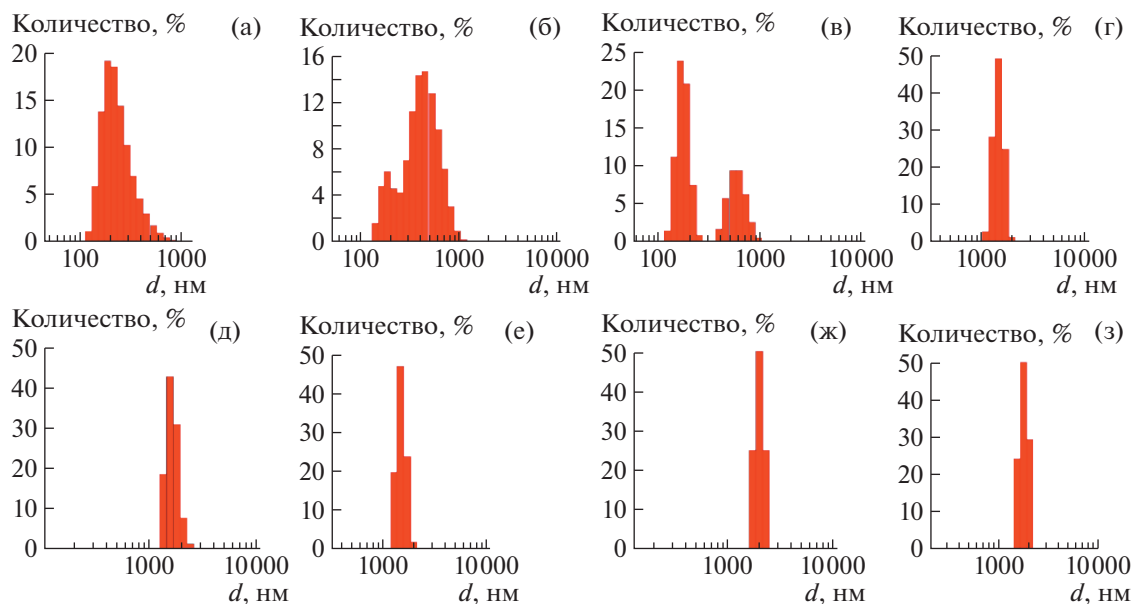 Количество, % (а)
20
15
10
5
0
100 1000
d, нм
Количество, % (б)
16
12
8
4
0
100 1000 10000
d, нм
Количество, % (в)
25
20
15
10
5
0
100 1000 10000
d, нм
Количество, % (г)
50
40
30
20
10
0
1000 10000
d, нм
Количество, % (д)
50
40
30
20
10
0
1000 10000
d, нм
Количество, % (е)
50
40
30
20
10
0
1000 10000
d, нм
Количество, % (ж)
50
40
30
20
10
0
1000 10000
d, нм
Количество, % (з)
50
40
30
20
10
0
1000 10000
d, нм